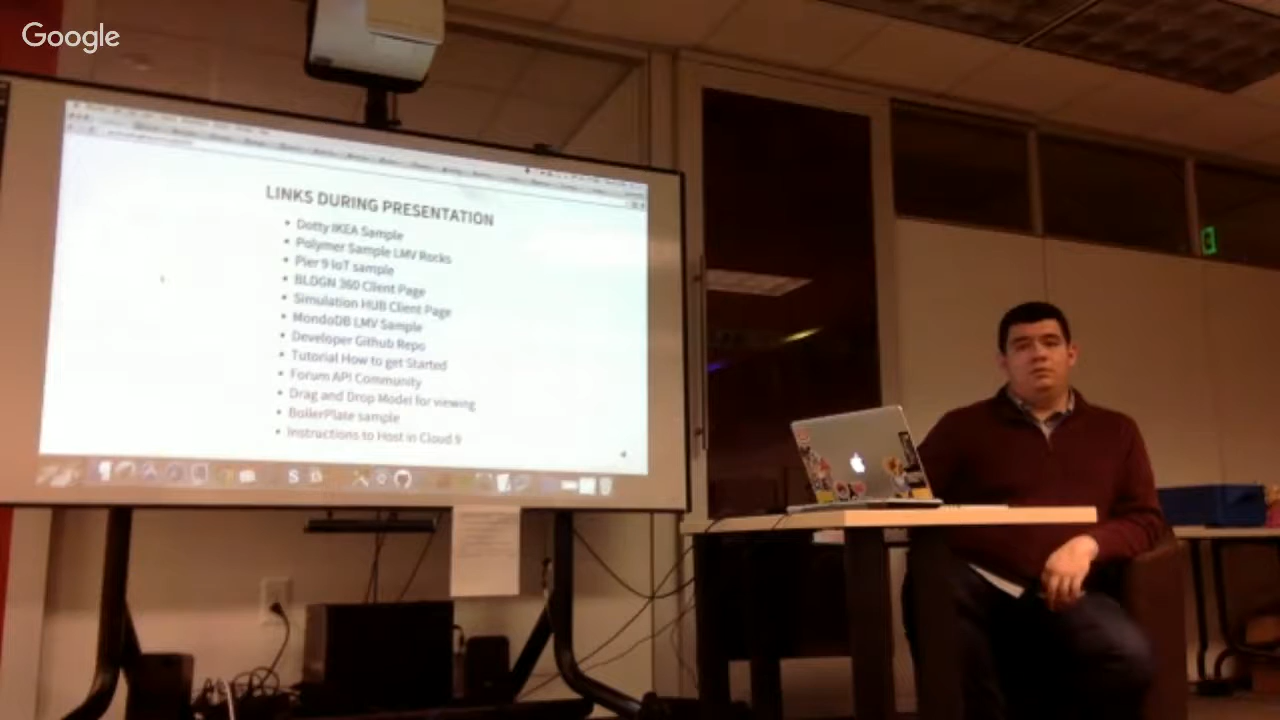 Google
LINKS DURING PRESENTATION
• Dotty IKEA Sample
• Polymer Sample LMV Rocks
• Pier 9 IoT sample
• BLDGN 360 Client Page
• Simulation HUB Client Page
• MondoDB LMV Sample
• Developer Github Repo
• Tutorial How to get Started
• Forum API Community
• Drag and Drop Model for viewing
• BoilerPlate sample
• Instructions to Host in Cloud 9